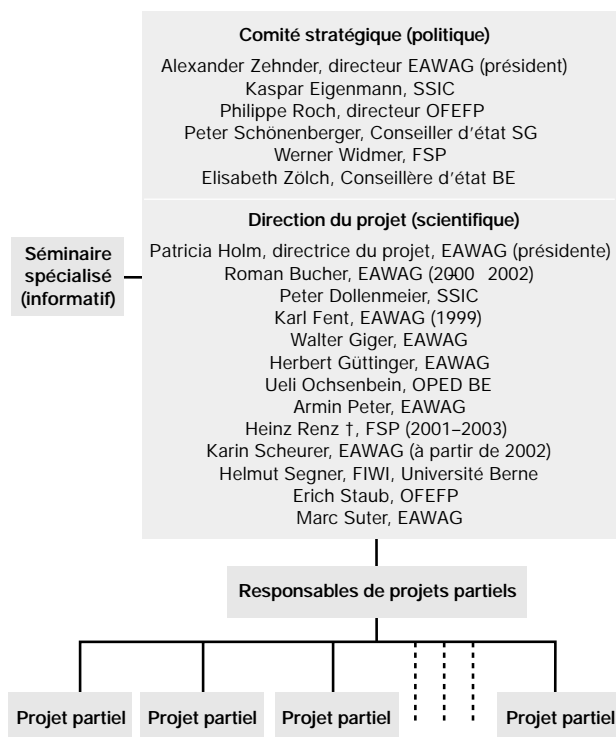 Comité stratégique (politique)
Alexander Zehnder, directeur EAWAG (président)
Kaspar Eigenmann, SSIC
Philippe Roch, directeur OFEFP
Peter Schönenberger, Conseiller d'état SG
Werner Widmer, FSP
Elisabeth Zölch, Conseillère d'état BE
Direction du projet (scientifique)
Patricia Holm, directrice du projet, EAWAG (présidente)
Roman Bucher, EAWAG (2000–2002)
Peter Dollenmeier, SSIC
Karl Fent, EAWAG (1999)
Walter Giger, EAWAG
Herbert Güttinger, EAWAG
Ueli Ochsenbein, OPED BE
Armin Peter, EAWAG
Heinz Renz †, FSP (2001–2003)
Karin Scheurer, EAWAG (à partir de 2002)
Helmut Segner, FIWI, Université Berne
Erich Staub, OFEFP
Marc Suter, EAWAG
Séminaire
spécialisé
(informatif)
Responsables de projets partiels
Projet partiel
Projet partiel
Projet partiel
Projet partiel